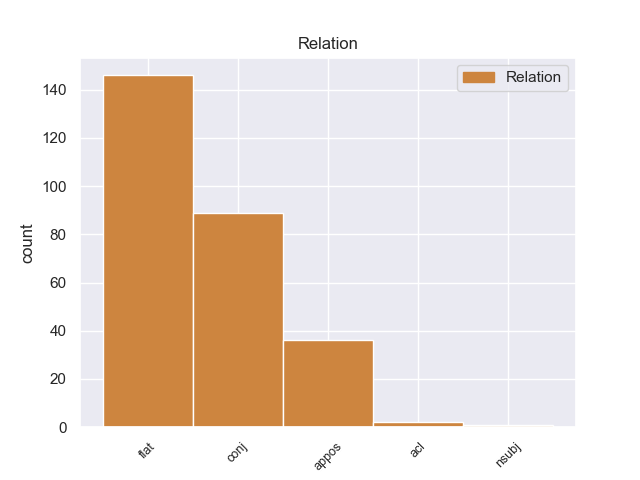 Relation
Relation
count
140
120
100
80
60
40
20
0
flat
conj
appos
acl
nsubj